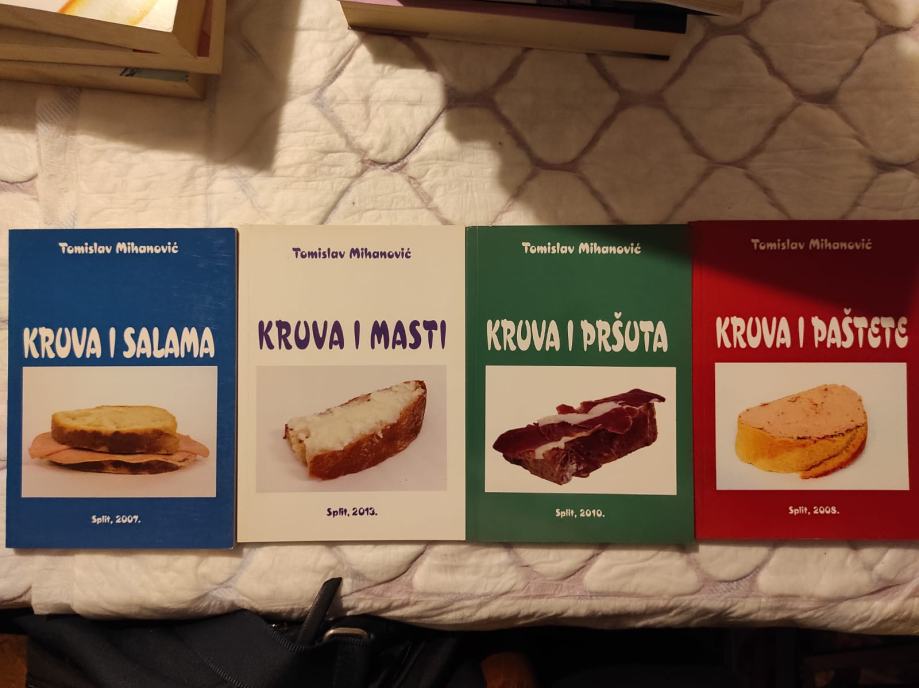 Tomislav Mihanović
KRUVA I SALAMA
Split, 2007.
Tomislav Mihanović
KRUVA I MASTI
Split, 2013.
Tomislav Mihanović
KRUVA I PRŠUTA
Split, 2010.
Tomislav Mihanović
KRUVA I PAŠTETE
Split, 2008.